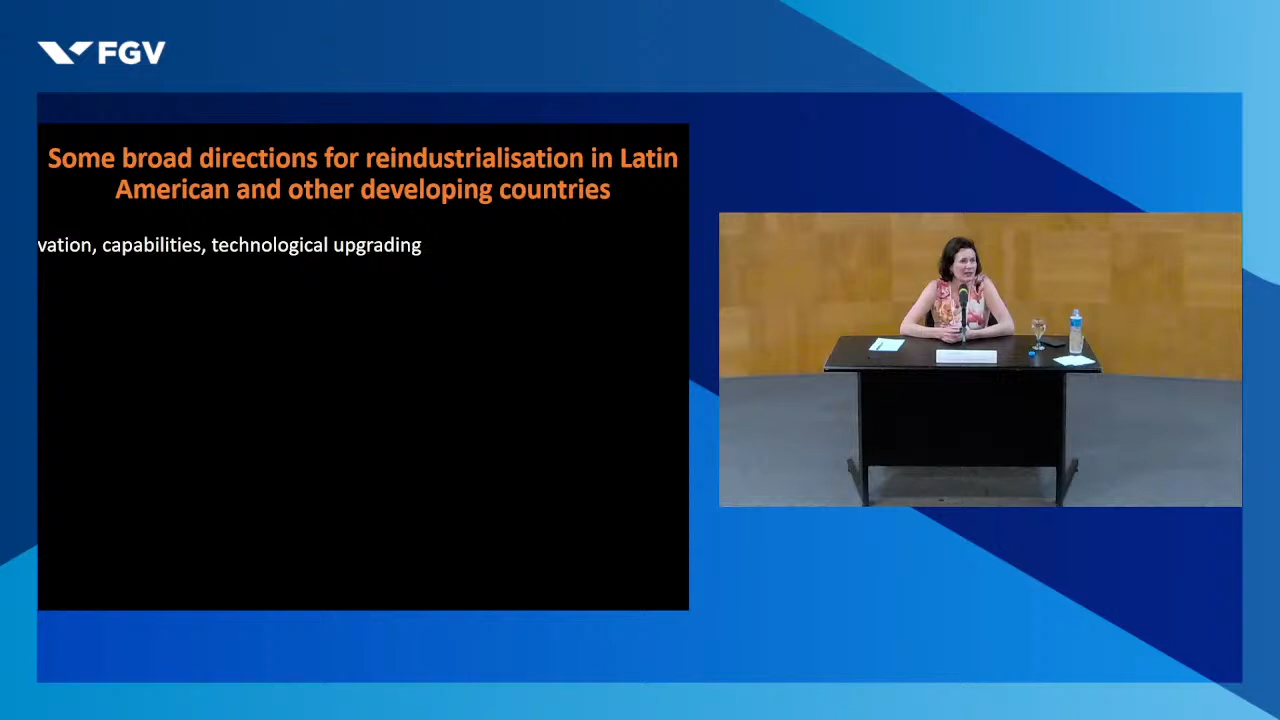 FGV
Some broad directions for reindustrialisation in Latin
American and other developing countries
vation, capabilities, technological upgrading